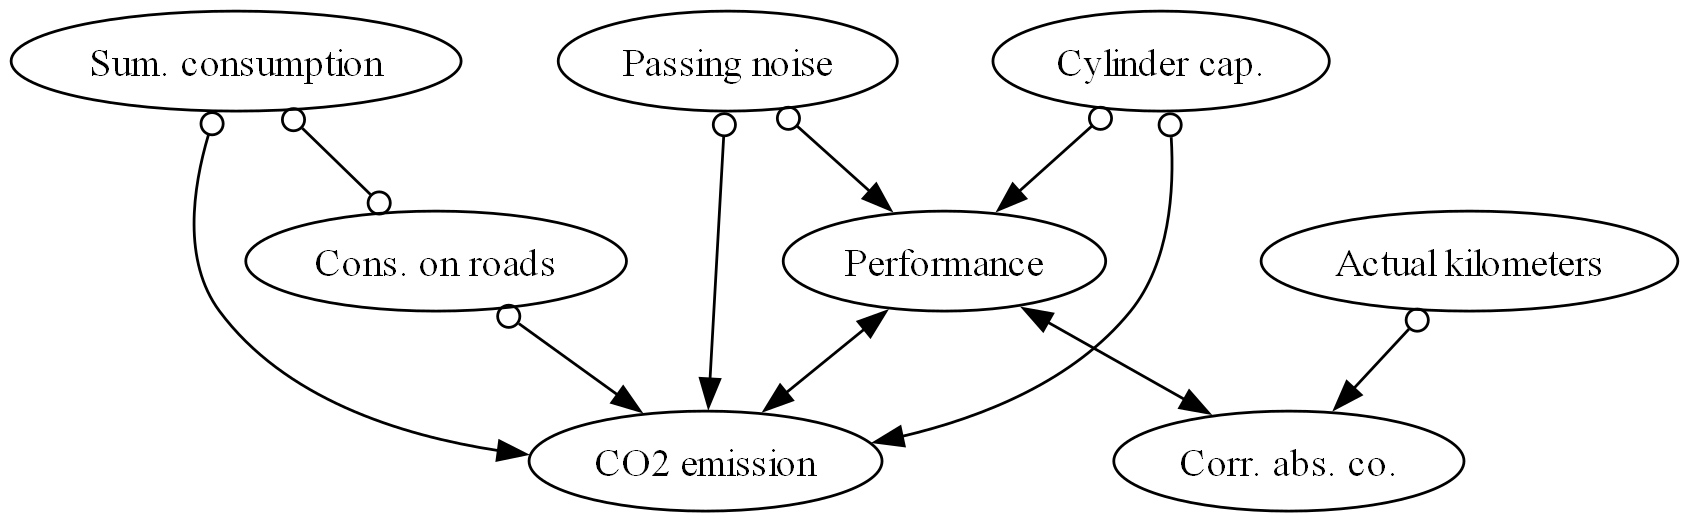 Sum. consumption
Passing noise
Cylinder cap.
Cons. on roads
Performance
Actual kilometers
CO2 emission
Corr. abs. co.